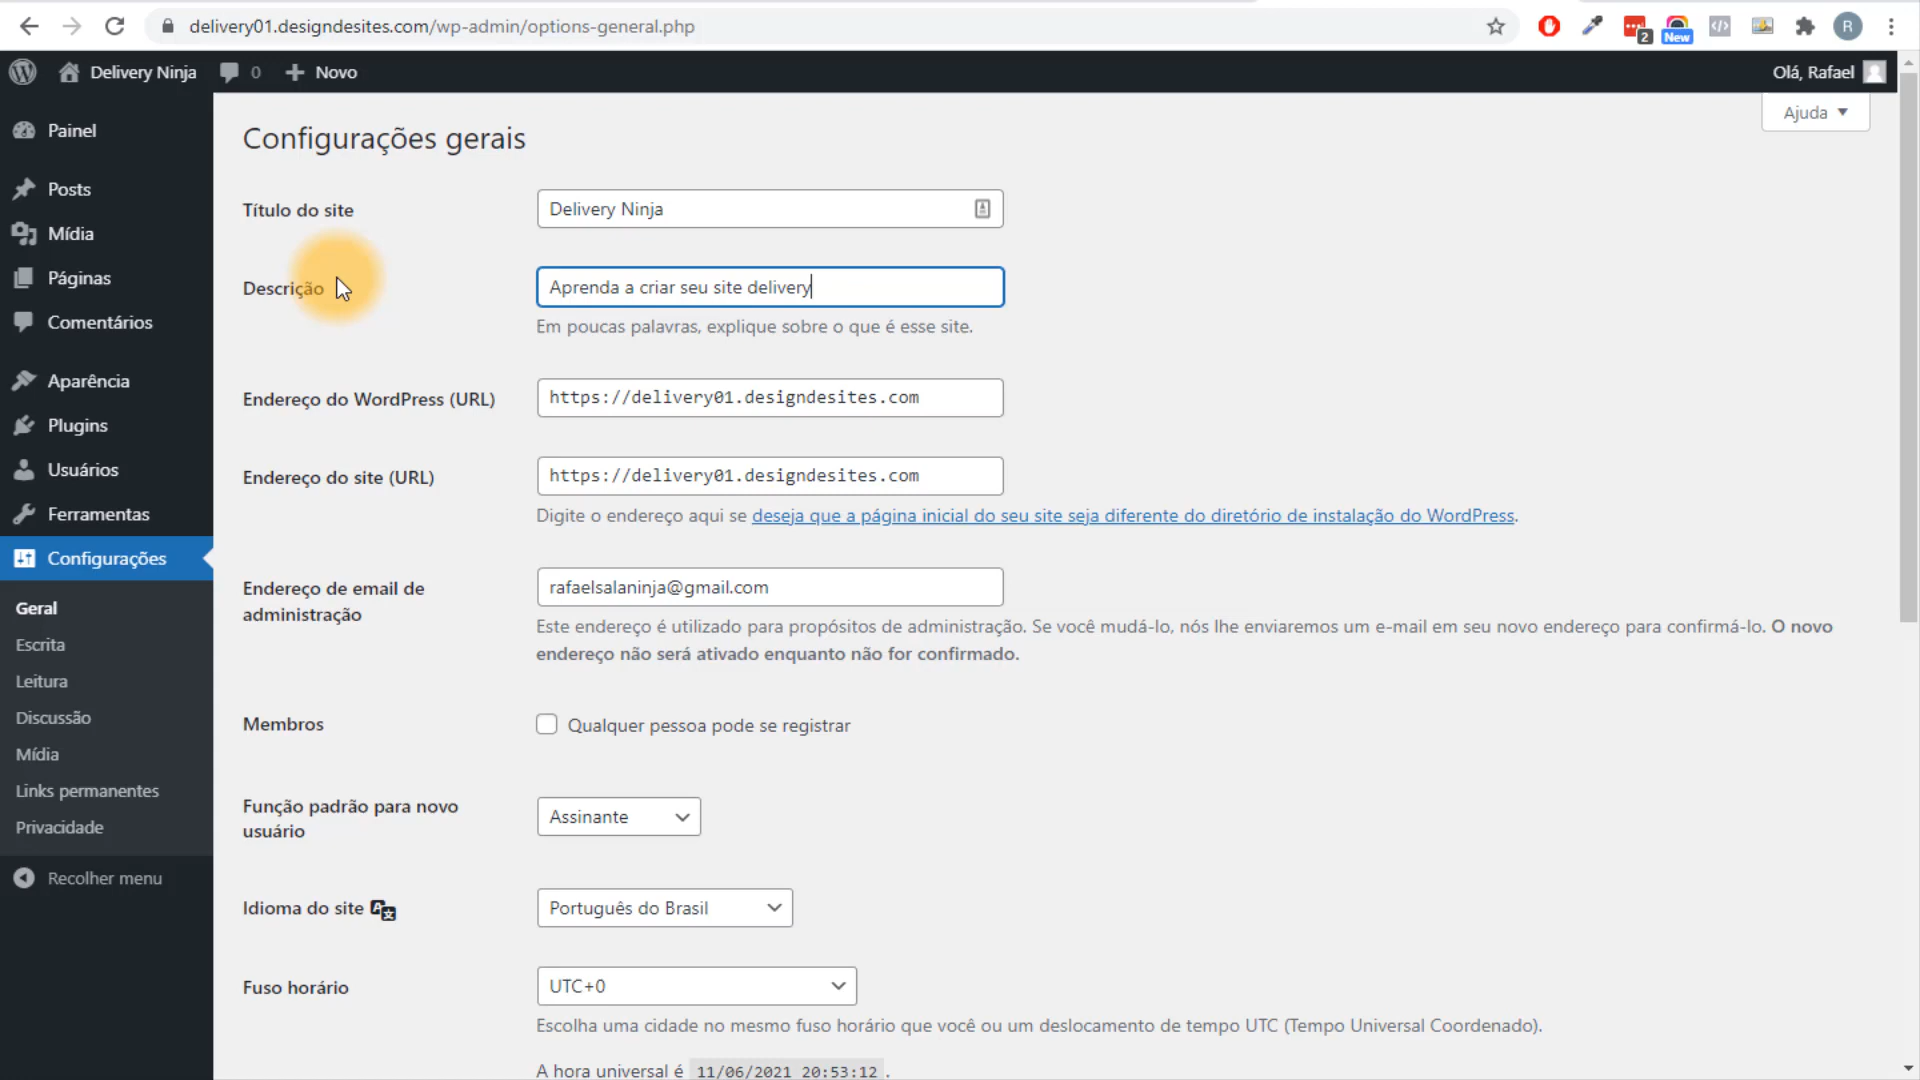 delivery01.designdesites.com/wp-admin/options-general.php
2
New
R
Delivery Ninja
0
Novo
Olá, Rafael
Ajuda
Painel
Posts
Mídia
Páginas
Comentários
Aparência
Plugins
Usuários
Ferramentas
Configurações
Geral
Escrita
Leitura
Discussão
Mídia
Links permanentes
Privacidade
Recolher menu
Configurações gerais
Título do site
Delivery Ninja
Descrição
Aprenda a criar seu site delivery
Em poucas palavras, explique sobre o que é esse site.
Endereço do WordPress (URL)
https://delivery01.designdesites.com
Endereço do site (URL)
https://delivery01.designdesites.com
Digite o endereço aqui se deseja que a página inicial do seu site seja diferente do diretório de instalação do WordPress.
Endereço de email de
administração
rafaelsalaninja@gmail.com
Este endereço é utilizado para propósitos de administração. Se você mudá-lo, nós lhe enviaremos um e-mail em seu novo endereço para confirmá-lo. O novo
endereço não será ativado enquanto não for confirmado.
Membros
Qualquer pessoa pode se registrar
Função padrão para novo
usuário
Assinante
Idioma do site
Português do Brasil
Fuso horário
UTC+0
Escolha uma cidade no mesmo fuso horário que você ou um deslocamento de tempo UTC (Tempo Universal Coordenado).
A hora universal é 11/06/2021 20:53:12 .